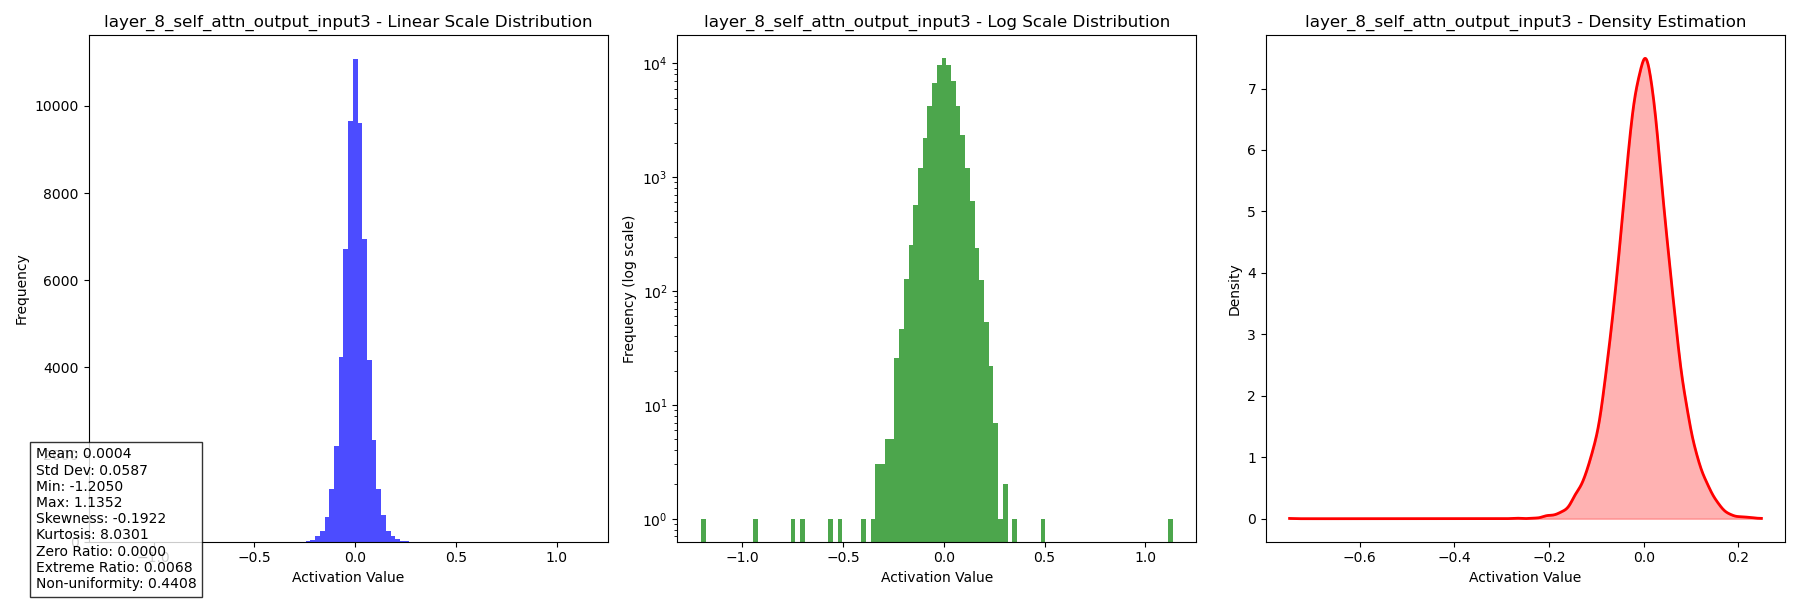 layer_8_self_attn_output_input3 - Linear Scale Distribution
Frequency
10000
8000
6000
4000
0
−0.5
0.0
0.5
1.0
Activation Value
Mean: 0.0004
Std Dev: 0.0587
Min: -1.2050
Max: 1.1352
Skewness: -0.1922
Kurtosis: 8.0301
Zero Ratio: 0.0000
Extreme Ratio: 0.0068
Non-uniformity: 0.4408
layer_8_self_attn_output_input3 - Log Scale Distribution
Frequency (log scale)
10⁴
10³
10²
10¹
10⁰
−1.0
−0.5
0.0
0.5
1.0
Activation Value
layer_8_self_attn_output_input3 - Density Estimation
Density
7
6
5
4
3
2
1
0
−0.6
−0.4
−0.2
0.0
0.2
Activation Value